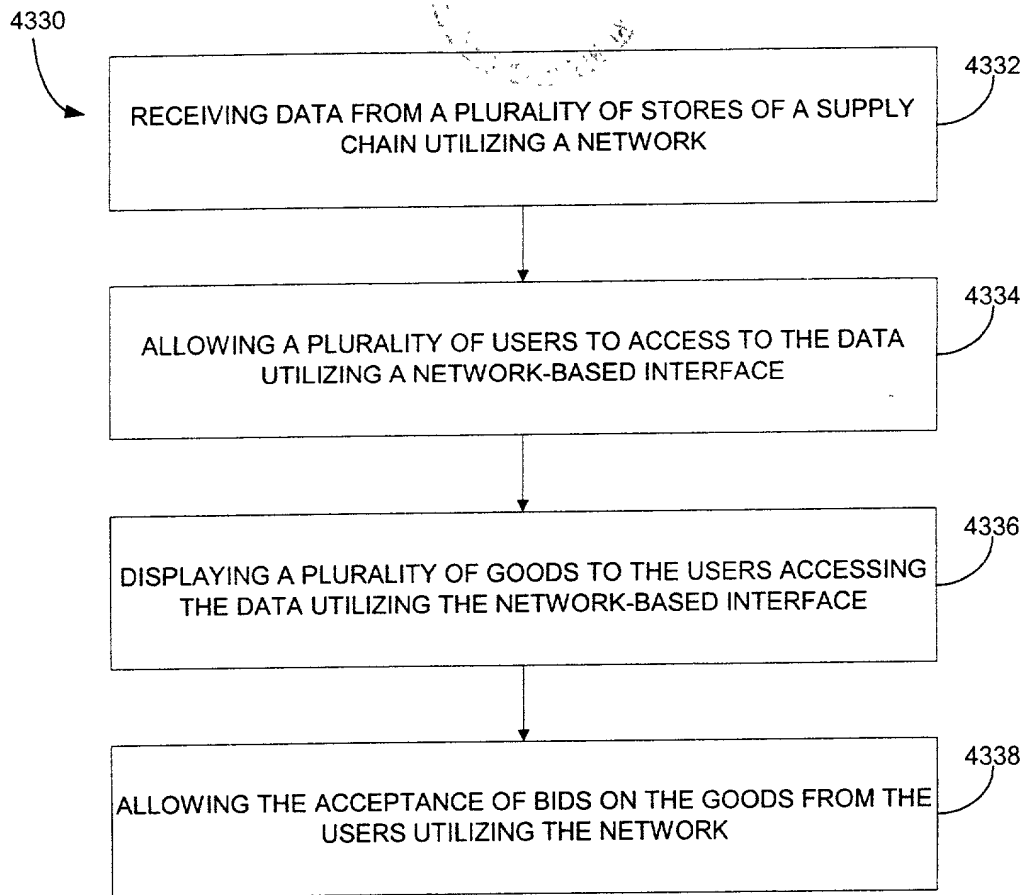 4330
4332
RECEIVING DATA FROM A PLURALITY OF STORES OF A SUPPLY
CHAIN UTILIZING A NETWORK
4334
ALLOWING A PLURALITY OF USERS TO ACCESS TO THE DATA
UTILIZING A NETWORK-BASED INTERFACE
4336
DISPLAYING A PLURALITY OF GOODS TO THE USERS ACCESSING
THE DATA UTILIZING THE NETWORK-BASED INTERFACE
4338
ALLOWING THE ACCEPTANCE OF BIDS ON THE GOODS FROM THE
USERS UTILIZING THE NETWORK